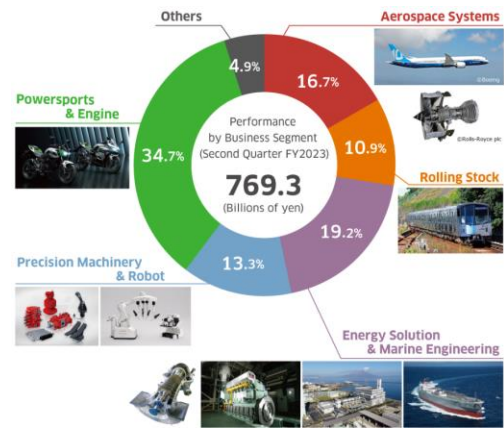 Others
Aerospace Systems
4.9%
16.7%
©Boeing
Powersports
& Engine
Performance
by Business Segment
(Second Quarter FY2023)
769.3
(Billions of yen)
©Rolls-Royce plc
34.7%
10.9%
Rolling Stock
19.2%
Precision Machinery
& Robot
13.3%
Energy Solution
& Marine Engineering